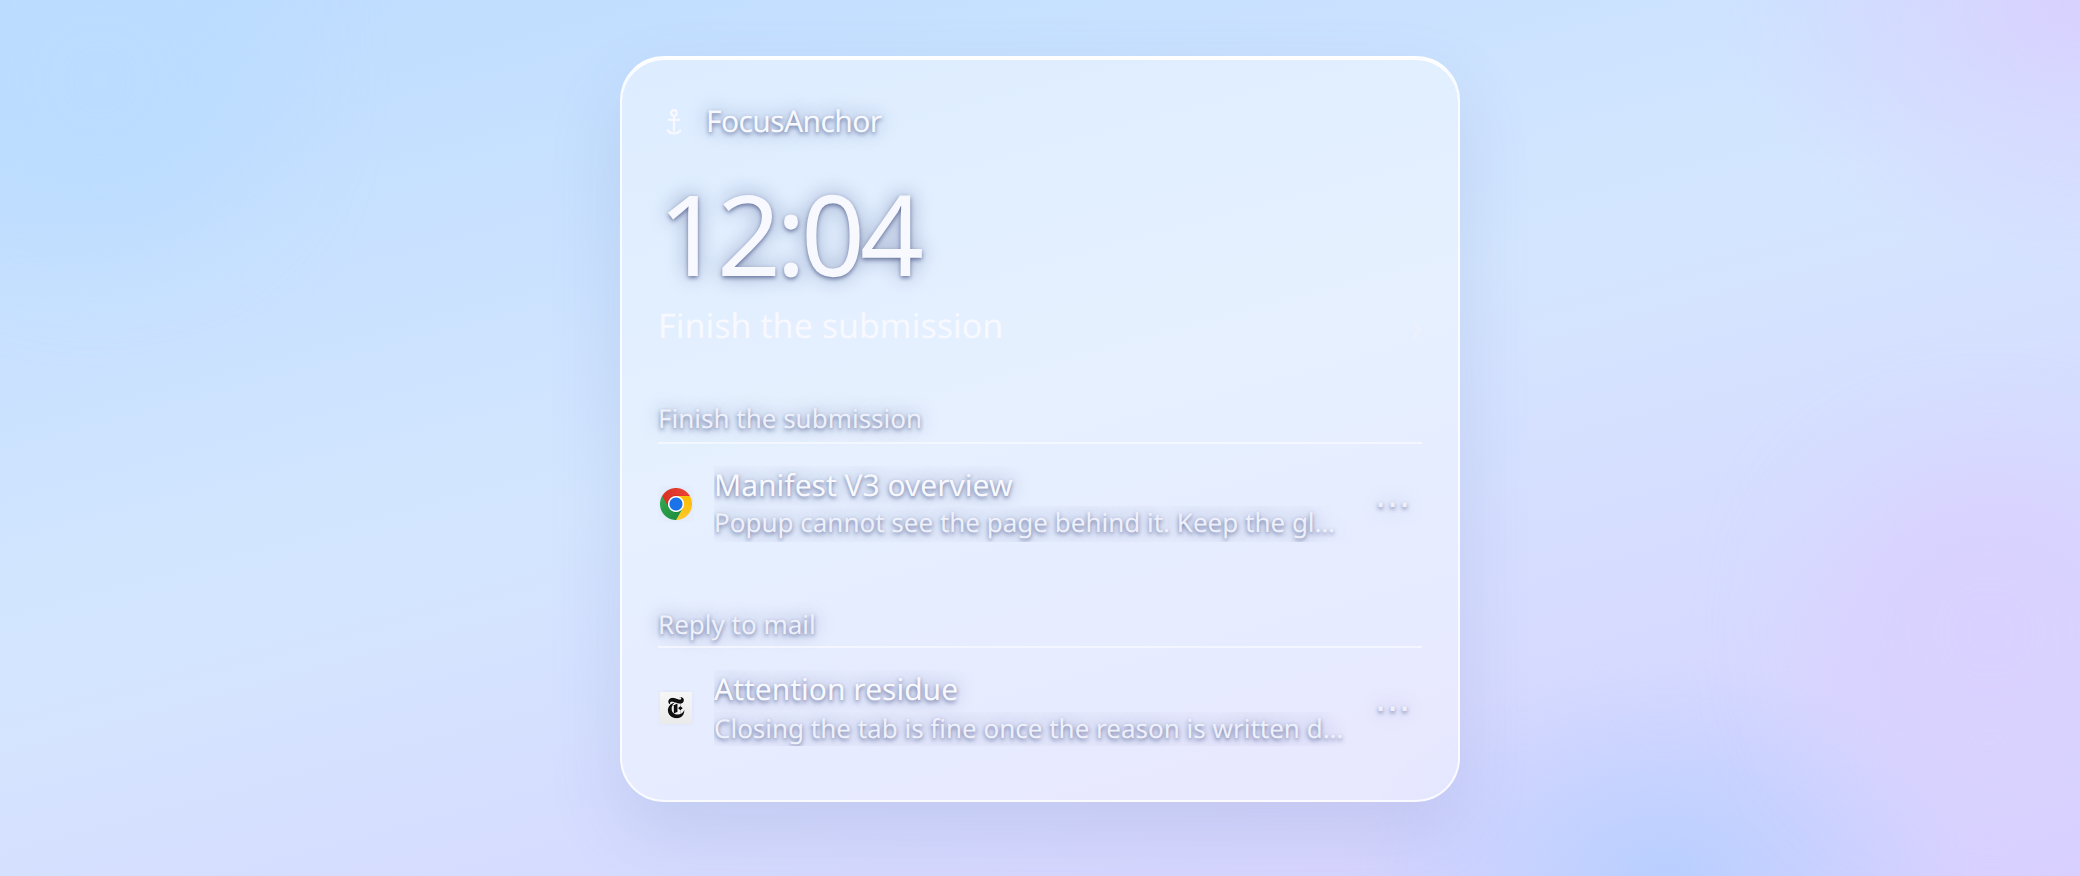 FocusAnchor
12:04
Finish the submission
Finish the submission
Manifest V3 overview
Popup cannot see the page behind it. Keep the gl...
Reply to mail
Attention residue
Closing the tab is fine once the reason is written d...